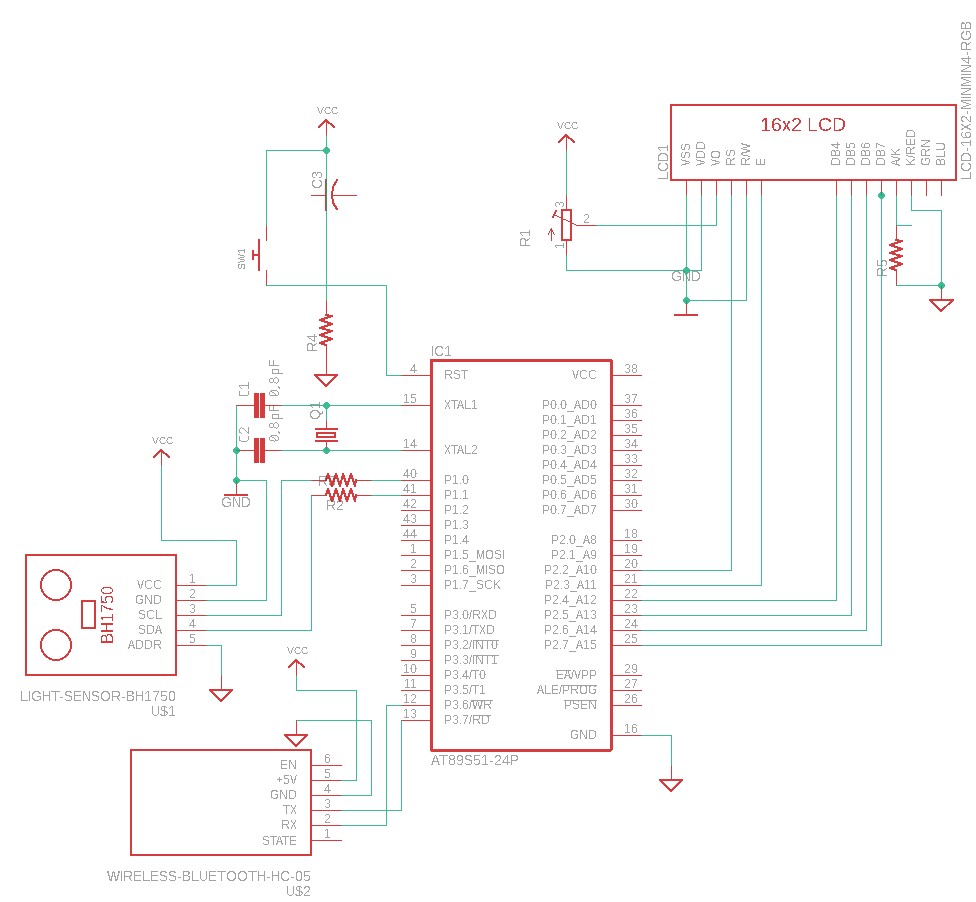 LCD-16X2-MINMIN4-RGB
16x2 LCD
LCD1
VSS
VDD
VO
RS
R/W
E
DB4
DB5
DB6
DB7
A/K
K/RED
GRN
BLU
VCC
C3
SW1
R4
VCC
R1
3
2
1
GND
R5
IC1
4 RST VCC 38
15 XTAL1 P0.0_AD0 37
P0.1_AD1 36
P0.2_AD2 35
14 XTAL2 P0.3_AD3 34
P0.4_AD4 33
40 P1.0 P0.5_AD5 32
41 P1.1 P0.6_AD6 31
42 P1.2 P0.7_AD7 30
43 P1.3
44 P1.4 P2.0_A8 18
1 P1.5_MOSI P2.1_A9 19
2 P1.6_MISO P2.2_A10 20
3 P1.7_SCK P2.3_A11 21
P2.4_A12 22
5 P3.0/RXD P2.5_A13 23
7 P3.1/TXD P2.6_A14 24
8 P3.2/INT0 P2.7_A15 25
9 P3.3/INT1
10 P3.4/T0 EA/VPP 29
11 P3.5/T1 ALE/PROG 27
12 P3.6/WR PSEN 26
13 P3.7/RD
GND 16
AT89S51-24P
C1
0,8pF
C2
0,8pF
Q1
GND
R2
VCC
VCC 1
GND 2
SCL 3
SDA 4
ADDR 5
BH1750
LIGHT-SENSOR-BH1750
U$1
VCC
EN 6
+5V 5
GND 4
TX 3
RX 2
STATE 1
WIRELESS-BLUETOOTH-HC-05
U$2